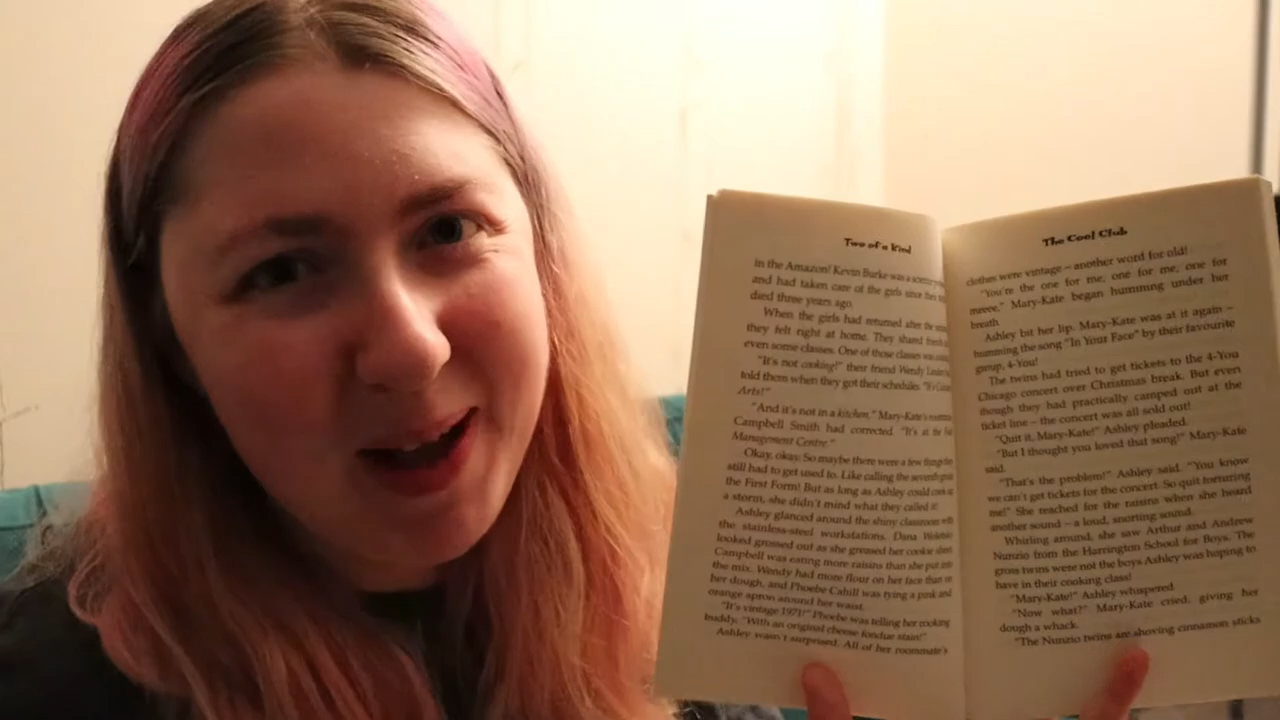 Two of a Kind
in the Amazon! Kevin Burke was a
and had taken care of the girls since
died three years ago.
When the girls had returned after the
they felt right at home. They shared
even some classes. One of those classes was
"It's not cooking!" their friend Wendy
told them when they got their schedules. "It's
Arts!"
"And it's not in a kitchen," Mary-Kate's
Campbell Smith had corrected. "It's at the
Management Centre."
Okay, okay. So maybe there were a few things
still had to get used to. Like calling the
the First Form! But as long as Ashley could cook
a storm, she didn't mind what they called it!
Ashley glanced around the shiny classroom with
the stainless-steel workstations. Dana
looked grossed out as she greased her cookie sheet.
Campbell was eating more raisins than she put into
the mix. Wendy had more flour on her face than in
her dough, and Phoebe Cahill was tying a pink and
orange apron around her waist.
"It's vintage 1971!" Phoebe was telling her cooking
buddy. "With an original cheese fondue stain!"
Ashley wasn't surprised. All of her roommate's
The Cool Club
clothes were vintage – another word for old!
"You're the one for me, one for me, one for
meeee," Mary-Kate began humming under her
breath
Ashley bit her lip. Mary-Kate was at it again –
humming the song "In Your Face" by their favourite
group, 4-You!
The twins had tried to get tickets to the 4-You
Chicago concert over Christmas break. But even
though they had practically camped out at the
ticket line – the concert was all sold out!
"Quit it, Mary-Kate!" Ashley pleaded.
"But I thought you loved that song!" Mary-Kate
said.
"That's the problem!" Ashley said. "You know
we can't get tickets for the concert. So quit torturing
me!" She reached for the raisins when she heard
another sound – a loud, snorting sound.
Whirling around, she saw Arthur and Andrew
Nunzio from the Harrington School for Boys. The
gross twins were not the boys Ashley was hoping to
have in their cooking class!
"Mary-Kate!" Ashley whispered.
"Now what?" Mary-Kate cried, giving her
dough a whack.
"The Nunzio twins are shoving cinnamon sticks